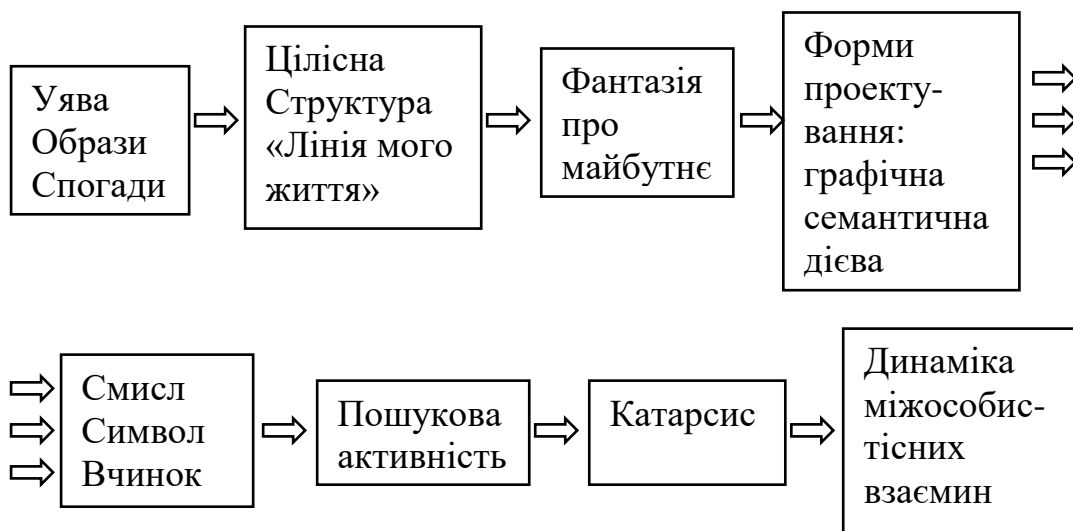 Уява
Образи
Спогади
Цілісна
Структура
«Лінія мого
життя»
Фантазія
про
майбутнє
Форми
проекту-
вання:
графічна
семантична
дієва
Смисл
Символ
Вчинок
Пошукова
активність
Катарсис
Динаміка
міжособис-
тісних
взаємин